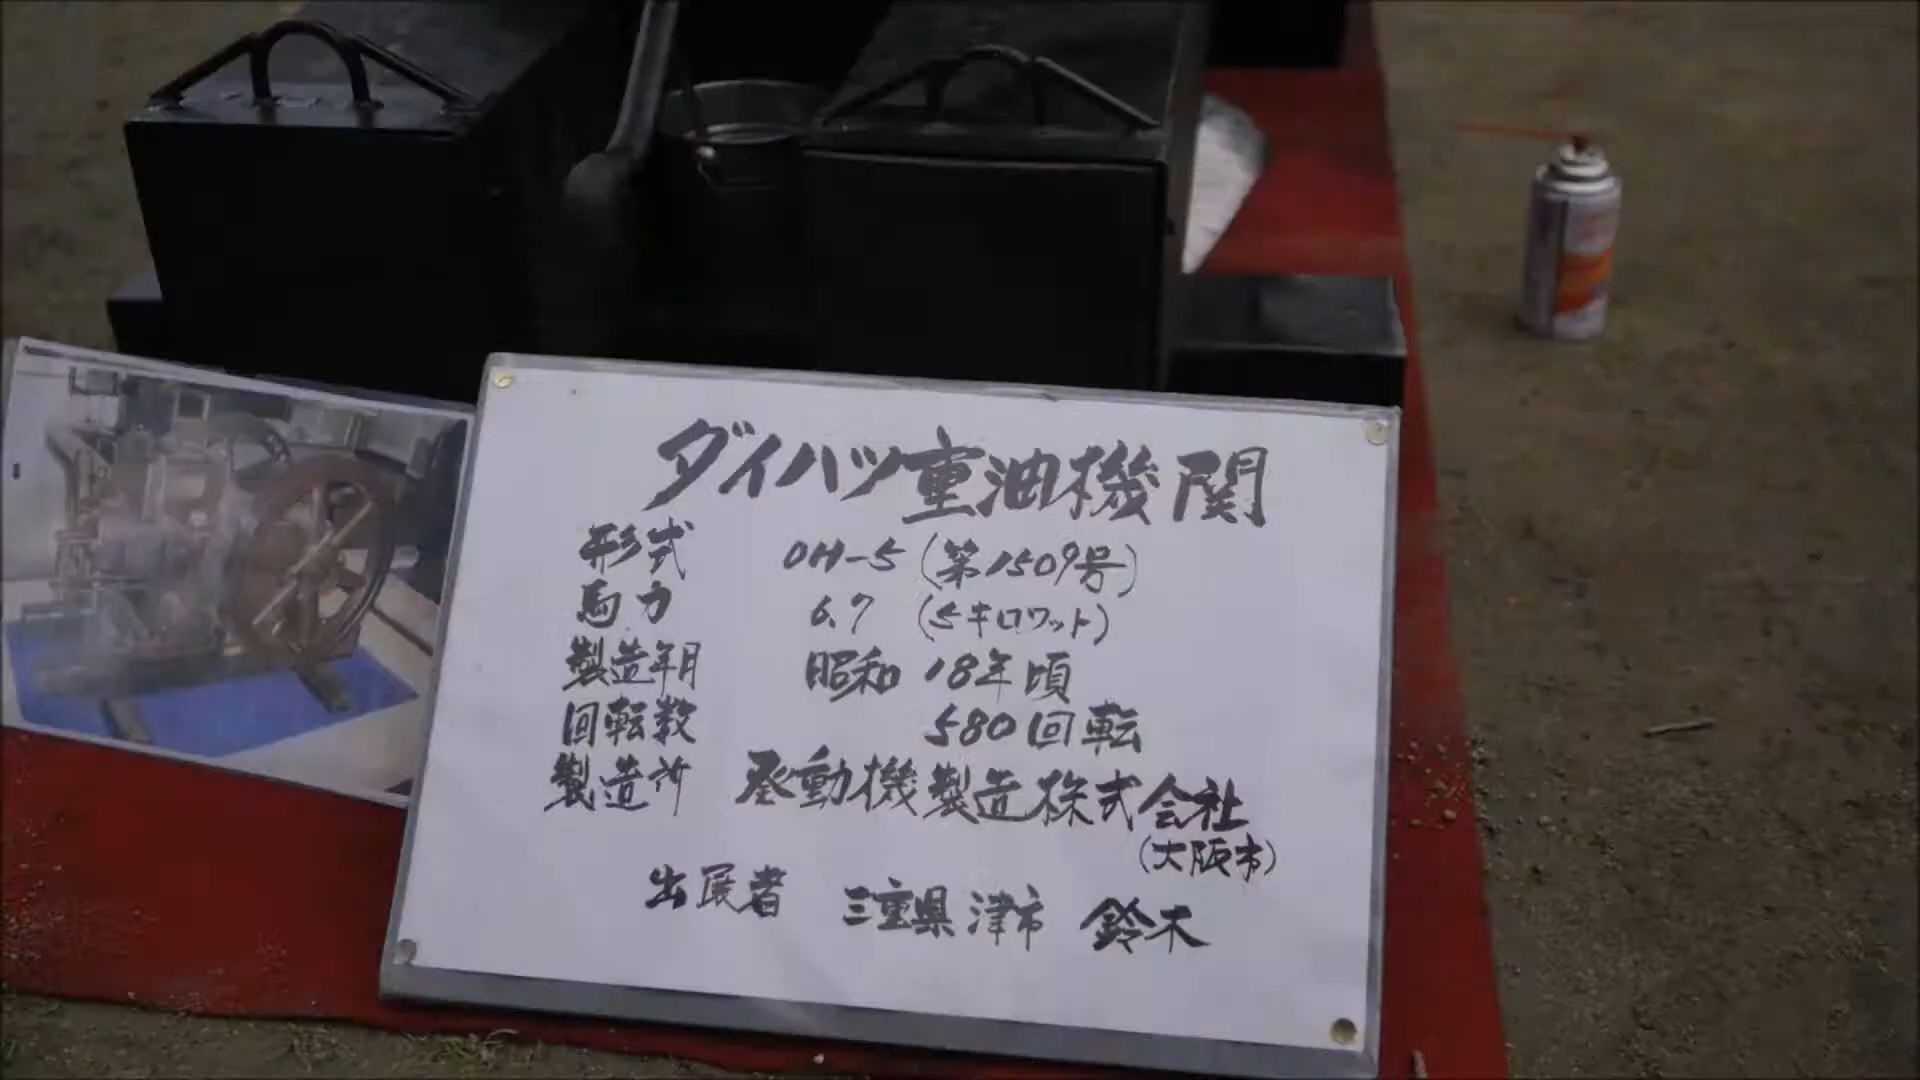 ダイハツ重油機関
形式 OH-5 (第1509号)
馬力 6.7 (5キロワット)
製造年月 昭和 18年頃
回転数 580回転
製造所 発動機製造株式会社
(大阪市)
出展者 三重県 津市 鈴木